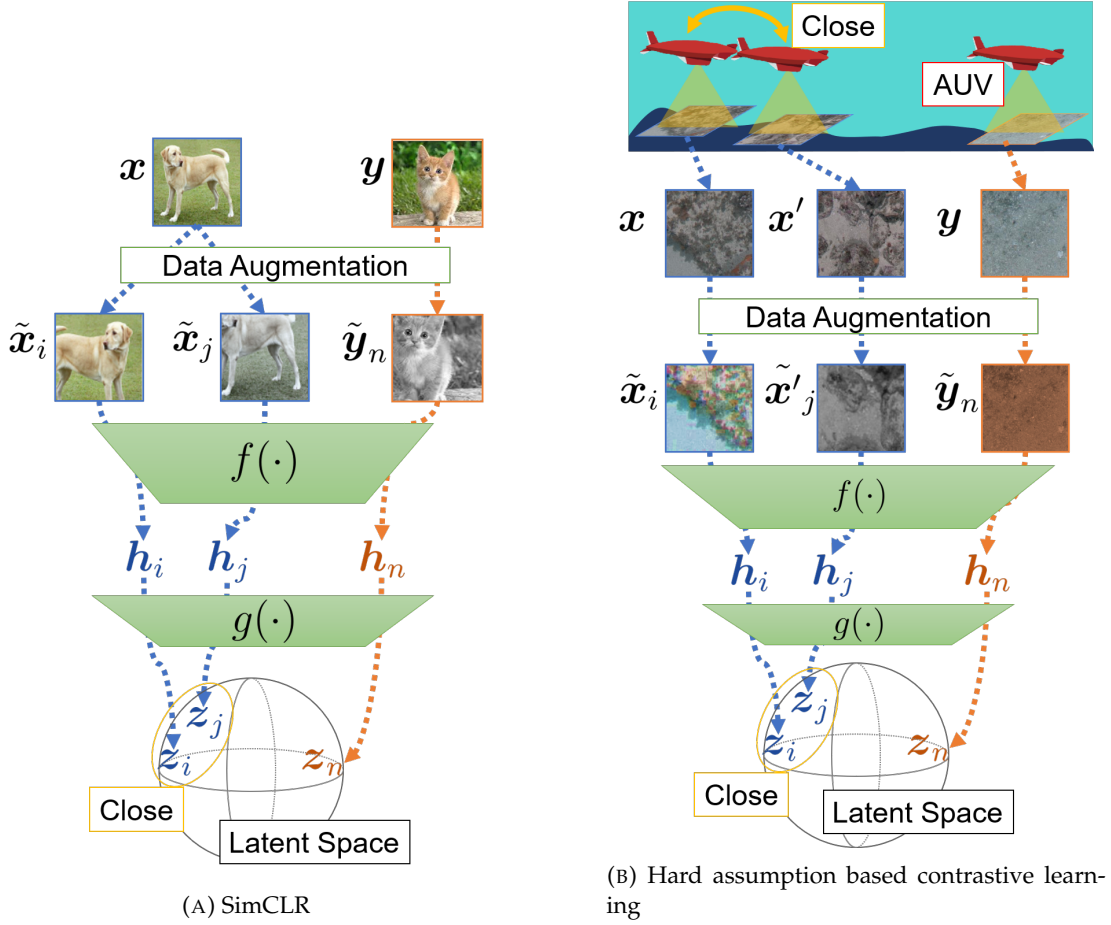 x
y
Data Augmentation
x̃ᵢ
x̃ⱼ
ỹₙ
f(·)
hᵢ
hⱼ
hₙ
g(·)
zⱼ
zᵢ
zₙ
Close
Latent Space
(A) SimCLR
Close
AUV
x
x′
y
Data Augmentation
x̃ᵢ
x̃′ⱼ
ỹₙ
f(·)
hᵢ
hⱼ
hₙ
g(·)
zⱼ
zᵢ
zₙ
Close
Latent Space
(B) Hard assumption based contrastive learn-
ing